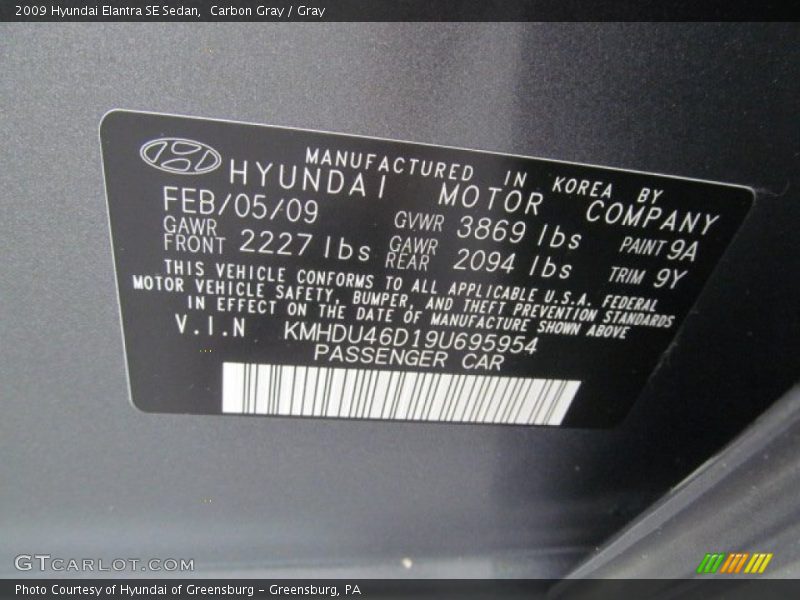 2009 Hyundai Elantra SE Sedan, Carbon Gray / Gray
MANUFACTURED IN KOREA BY
HYUNDAI MOTOR COMPANY
FEB/05/09 GVWR 3869 lbs PAINT 9A
GAWR FRONT 2227 lbs GAWR REAR 2094 lbs TRIM 9Y
THIS VEHICLE CONFORMS TO ALL APPLICABLE U.S.A. FEDERAL
MOTOR VEHICLE SAFETY, BUMPER, AND THEFT PREVENTION STANDARDS
IN EFFECT ON THE DATE OF MANUFACTURE SHOWN ABOVE
V.I.N KMHDU46D19U695954
PASSENGER CAR
GTCARLOT.COM
Photo Courtesy of Hyundai of Greensburg - Greensburg, PA